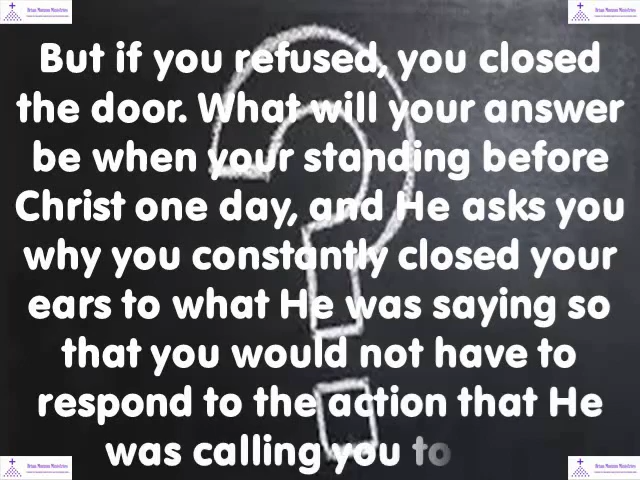 But if you refused, you closed
the door. What will your answer
be when your standing before
Christ one day, and He asks you
why you constantly closed your
ears to what He was saying so
that you would not have to
respond to the action that He
was calling you to